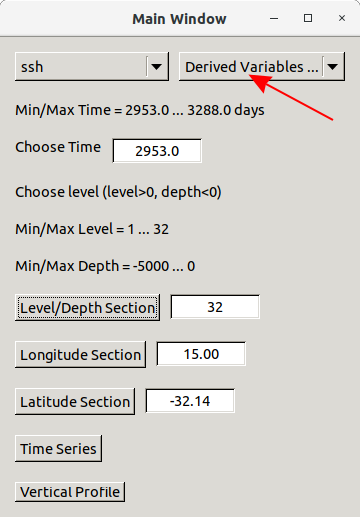 Main Window
ssh Derived Variables ...
Min/Max Time = 2953.0 ... 3288.0 days
Choose Time 2953.0
Choose level (level>0, depth<0)
Min/Max Level = 1 ... 32
Min/Max Depth = -5000 ... 0
Level/Depth Section 32
Longitude Section 15.00
Latitude Section -32.14
Time Series
Vertical Profile